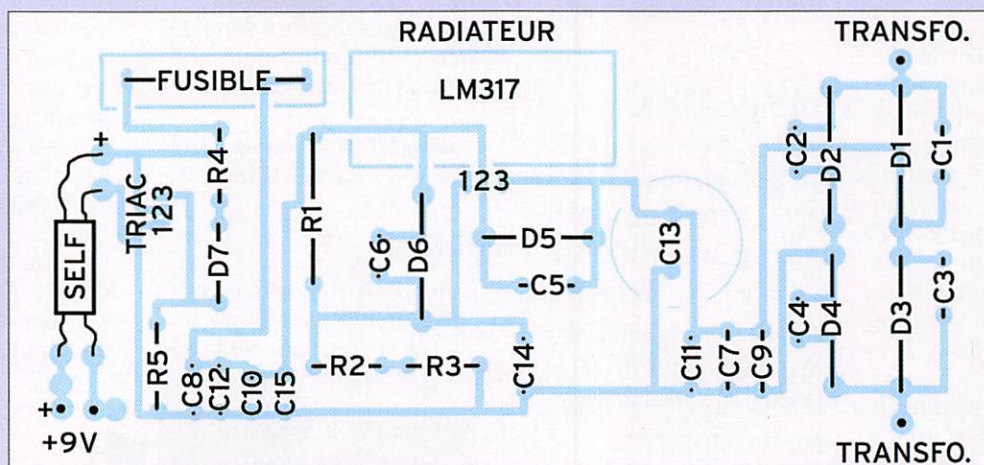 RADIATEUR
TRANSFO.
FUSIBLE
LM317
+
TRIAC
123
R4
R1
123
C2
D2
D1
C1
SELF
D7
C6
D6
D5
C13
C5
C4
D4
D3
C3
R5
C8
C12
C10
C15
R2
R3
C14
C11
C7
C9
+
+9V
TRANSFO.